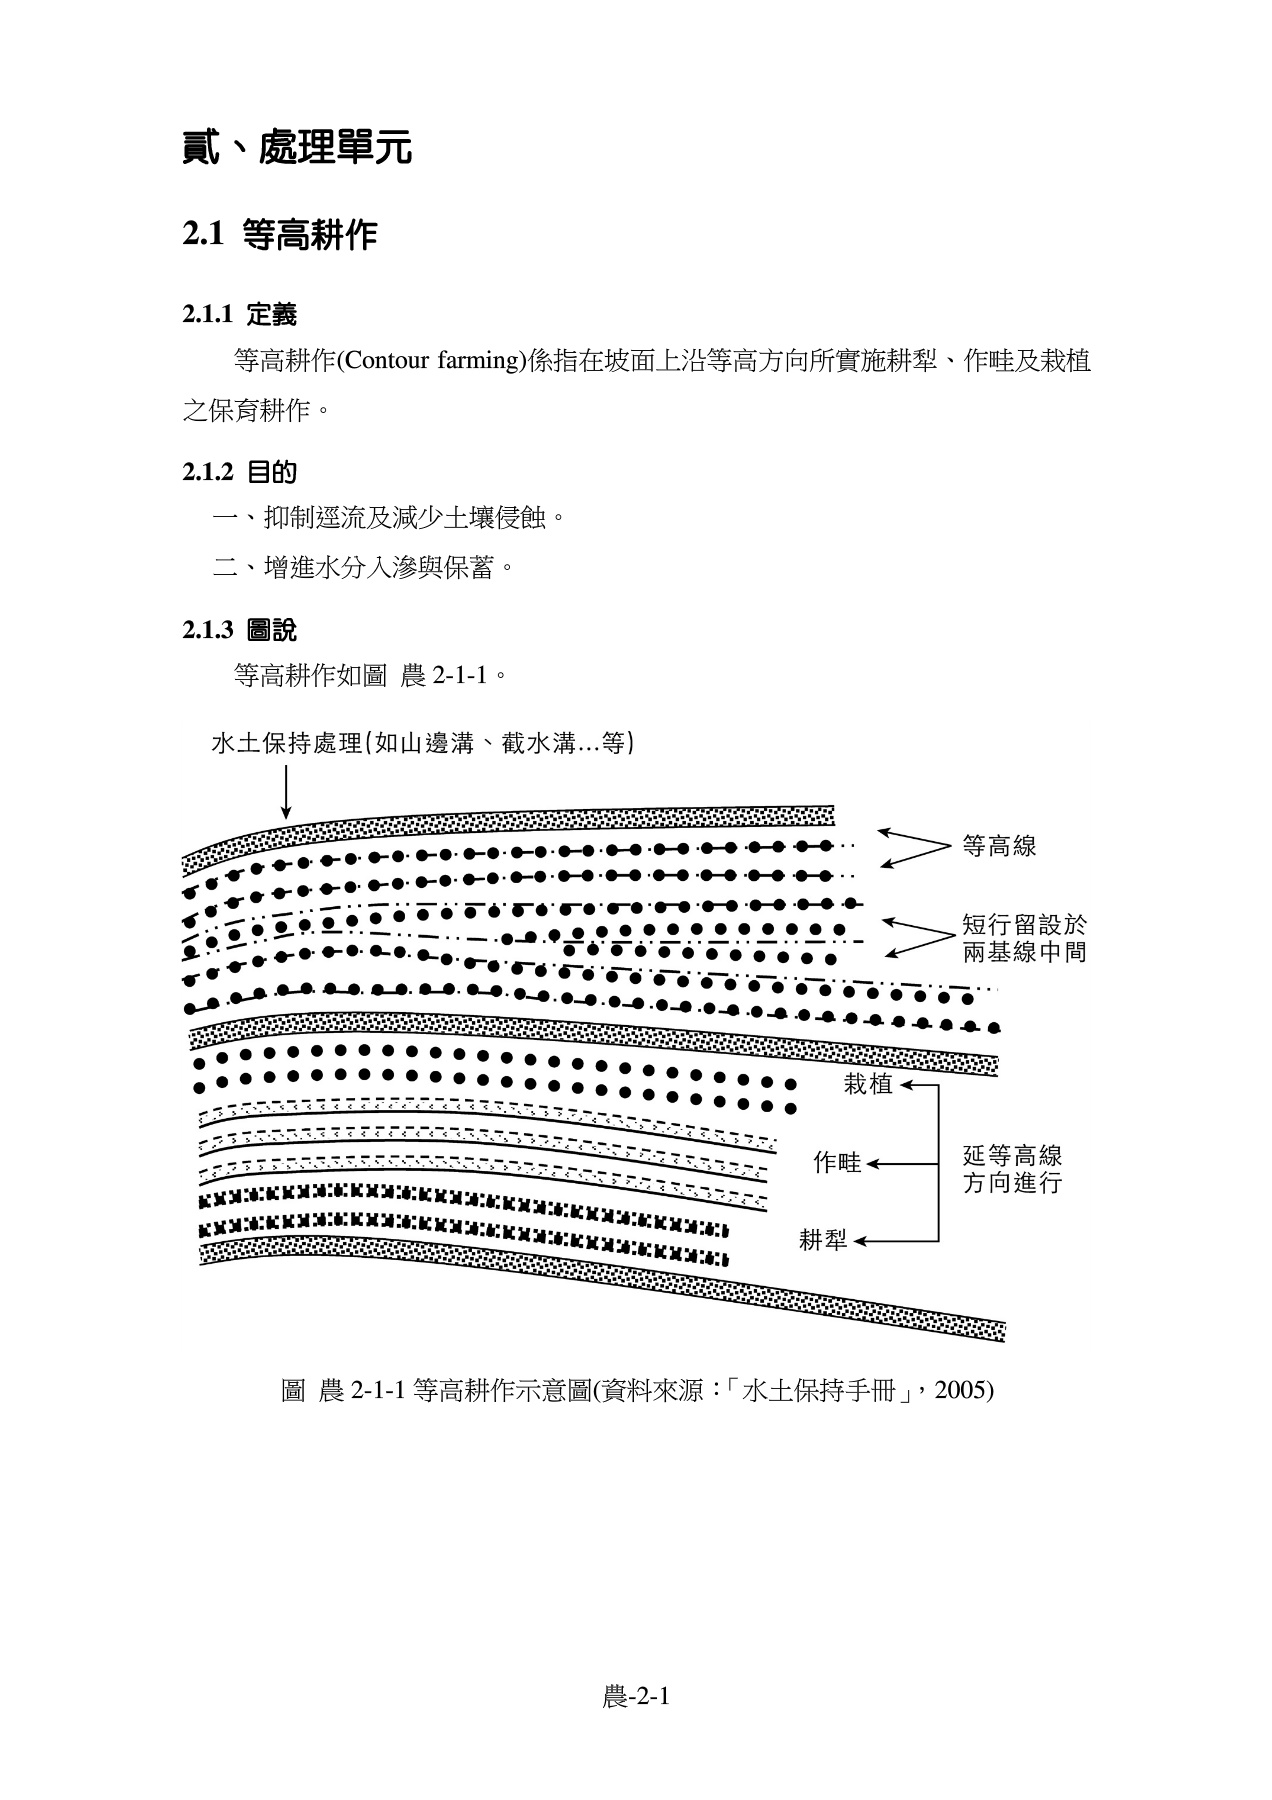 貳、處理單元
2.1 等高耕作
2.1.1 定義
等高耕作(Contour farming)係指在坡面上沿等高方向所實施耕犁、作畦及栽植
之保育耕作。
2.1.2 目的
一、抑制逕流及減少土壤侵蝕。
二、增進水分入滲與保蓄。
2.1.3 圖說
等高耕作如圖 農 2-1-1。
水土保持處理(如山邊溝、截水溝...等)
等高線
短行留設於
兩基線中間
栽植
作畦
延等高線
方向進行
耕犁
圖 農 2-1-1 等高耕作示意圖(資料來源：「水土保持手冊」，2005)
農-2-1